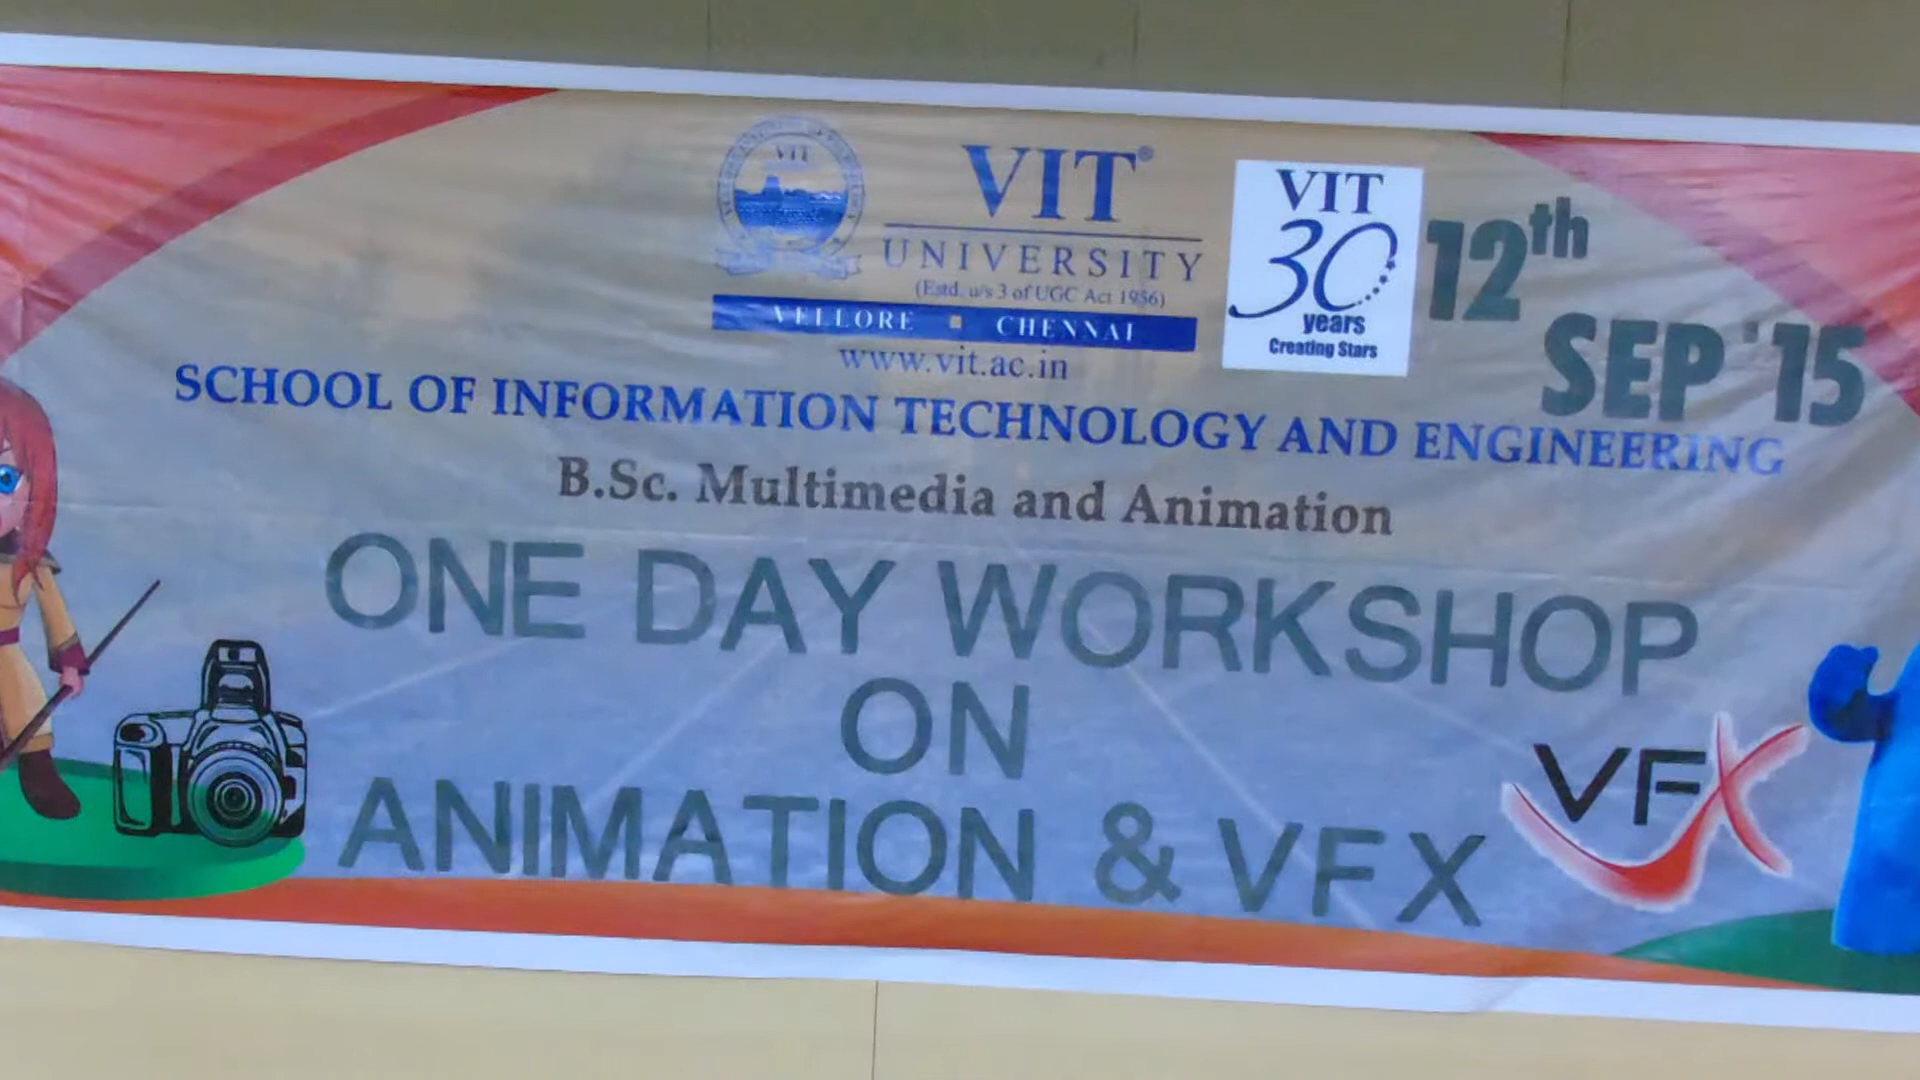 VIT
VIT®
UNIVERSITY
(Estd. u/s 3 of UGC Act 1956)
VELLORE CHENNAI
www.vit.ac.in
VIT
30
years
Creating Stars
12th
SEP '15
SCHOOL OF INFORMATION TECHNOLOGY AND ENGINEERING
B.Sc. Multimedia and Animation
ONE DAY WORKSHOP
ON
ANIMATION & VFX
VFX